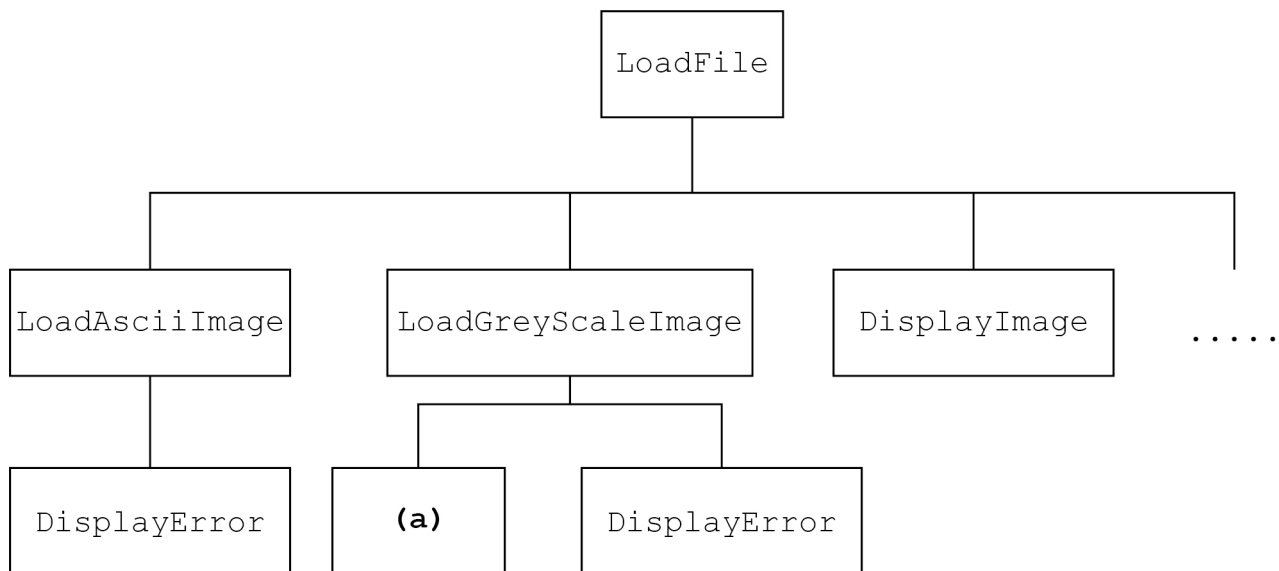 LoadFile
LoadAsciiImage
LoadGreyScaleImage
DisplayImage
.....
DisplayError
(a)
DisplayError